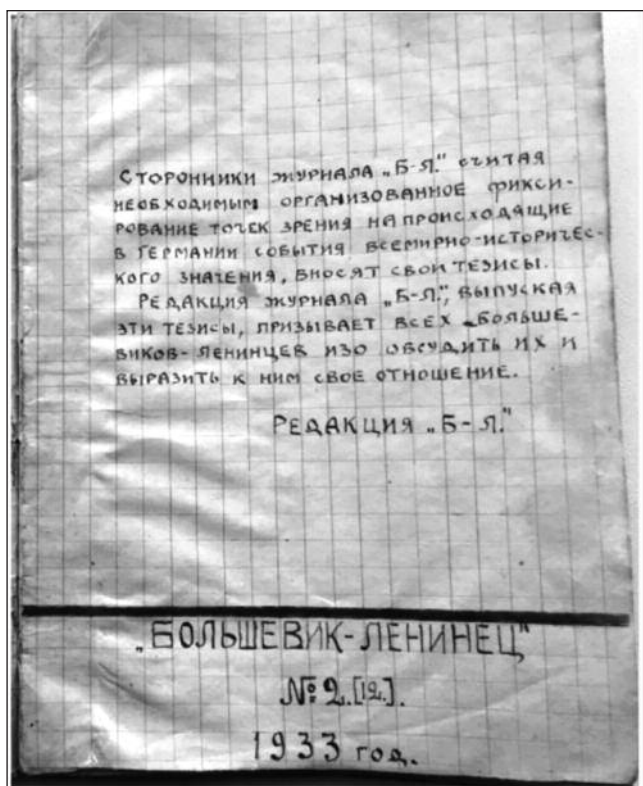 СТОРОННИКИ ЖУРНАЛА „Б-Л." СЧИТАЯ
НЕОБХОДИМЫМ ОРГАНИЗОВАННОЕ ФИКСИ-
РОВАНИЕ ТОЧЕК ЗРЕНИЯ НА ПРОИСХОДЯЩИЕ
В ГЕРМАНИИ СОБЫТИЯ ВСЕМИРНО-ИСТОРИЧЕС-
КОГО ЗНАЧЕНИЯ, ВНОСЯТ СВОИ ТЕЗИСЫ.
РЕДАКЦИЯ ЖУРНАЛА „Б-Л.", ВЫПУСКАЯ
ЭТИ ТЕЗИСЫ, ПРИЗЫВАЕТ ВСЕХ БОЛЬШЕ-
ВИКОВ-ЛЕНИНЦЕВ ИЗО ОБСУДИТЬ ИХ И
ВЫРАЗИТЬ К НИМ СВОЕ ОТНОШЕНИЕ.
РЕДАКЦИЯ „Б-Л."
„БОЛЬШЕВИК-ЛЕНИНЕЦ"
№ 2.[12.].
1933 год.